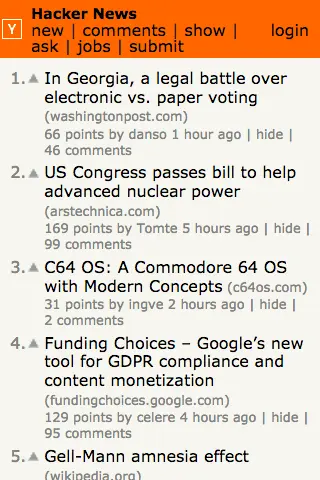 Y
Hacker News
new | comments | show | login
ask | jobs | submit
1. In Georgia, a legal battle over
electronic vs. paper voting
(washingtonpost.com)
66 points by danso 1 hour ago | hide |
46 comments
2. US Congress passes bill to help
advanced nuclear power
(arstechnica.com)
169 points by Tomte 5 hours ago | hide |
99 comments
3. C64 OS: A Commodore 64 OS
with Modern Concepts (c64os.com)
31 points by ingve 2 hours ago | hide |
2 comments
4. Funding Choices – Google’s new
tool for GDPR compliance and
content monetization
(fundingchoices.google.com)
129 points by celere 4 hours ago | hide |
95 comments
5. Gell-Mann amnesia effect
(wikipedia.org)